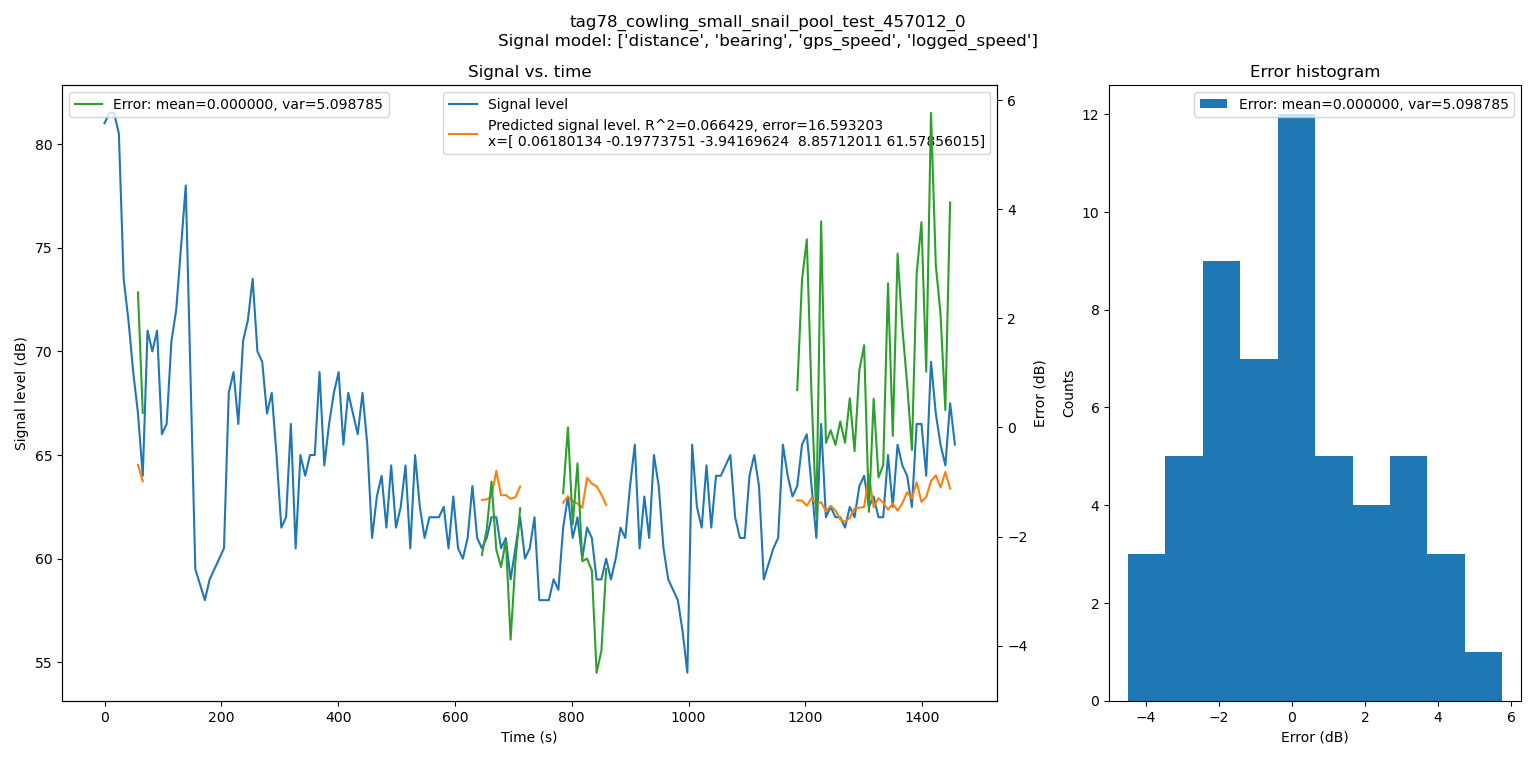 tag78_cowling_small_snail_pool_test_457012_0
Signal model: ['distance', 'bearing', 'gps_speed', 'logged_speed']
Signal vs. time
Error: mean=0.000000, var=5.098785
Signal level
Predicted signal level. R^2=0.066429, error=16.593203
x=[ 0.06180134 -0.19773751 -3.94169624  8.85712011 61.57856015]
Signal level (dB)
80
75
70
65
60
55
0
200
400
600
800
1000
1200
1400
Time (s)
6
4
2
0
−2
−4
Error (dB)
Error histogram
Error: mean=0.000000, var=5.098785
Counts
12
10
8
6
4
2
0
−4
−2
0
2
4
6
Error (dB)